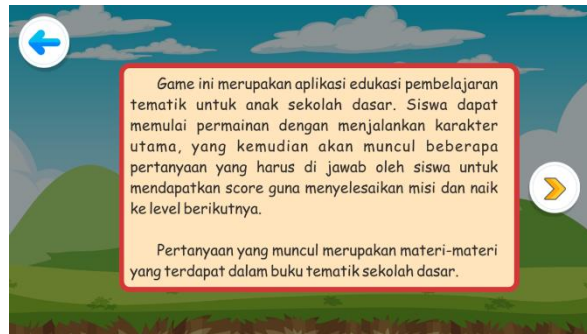 Game ini merupakan aplikasi edukasi pembelajaran
tematik untuk anak sekolah dasar. Siswa dapat
memulai permainan dengan menjalankan karakter
utama, yang kemudian akan muncul beberapa
pertanyaan yang harus di jawab oleh siswa untuk
mendapatkan score guna menyelesaikan misi dan naik
ke level berikutnya.
Pertanyaan yang muncul merupakan materi-materi
yang terdapat dalam buku tematik sekolah dasar.